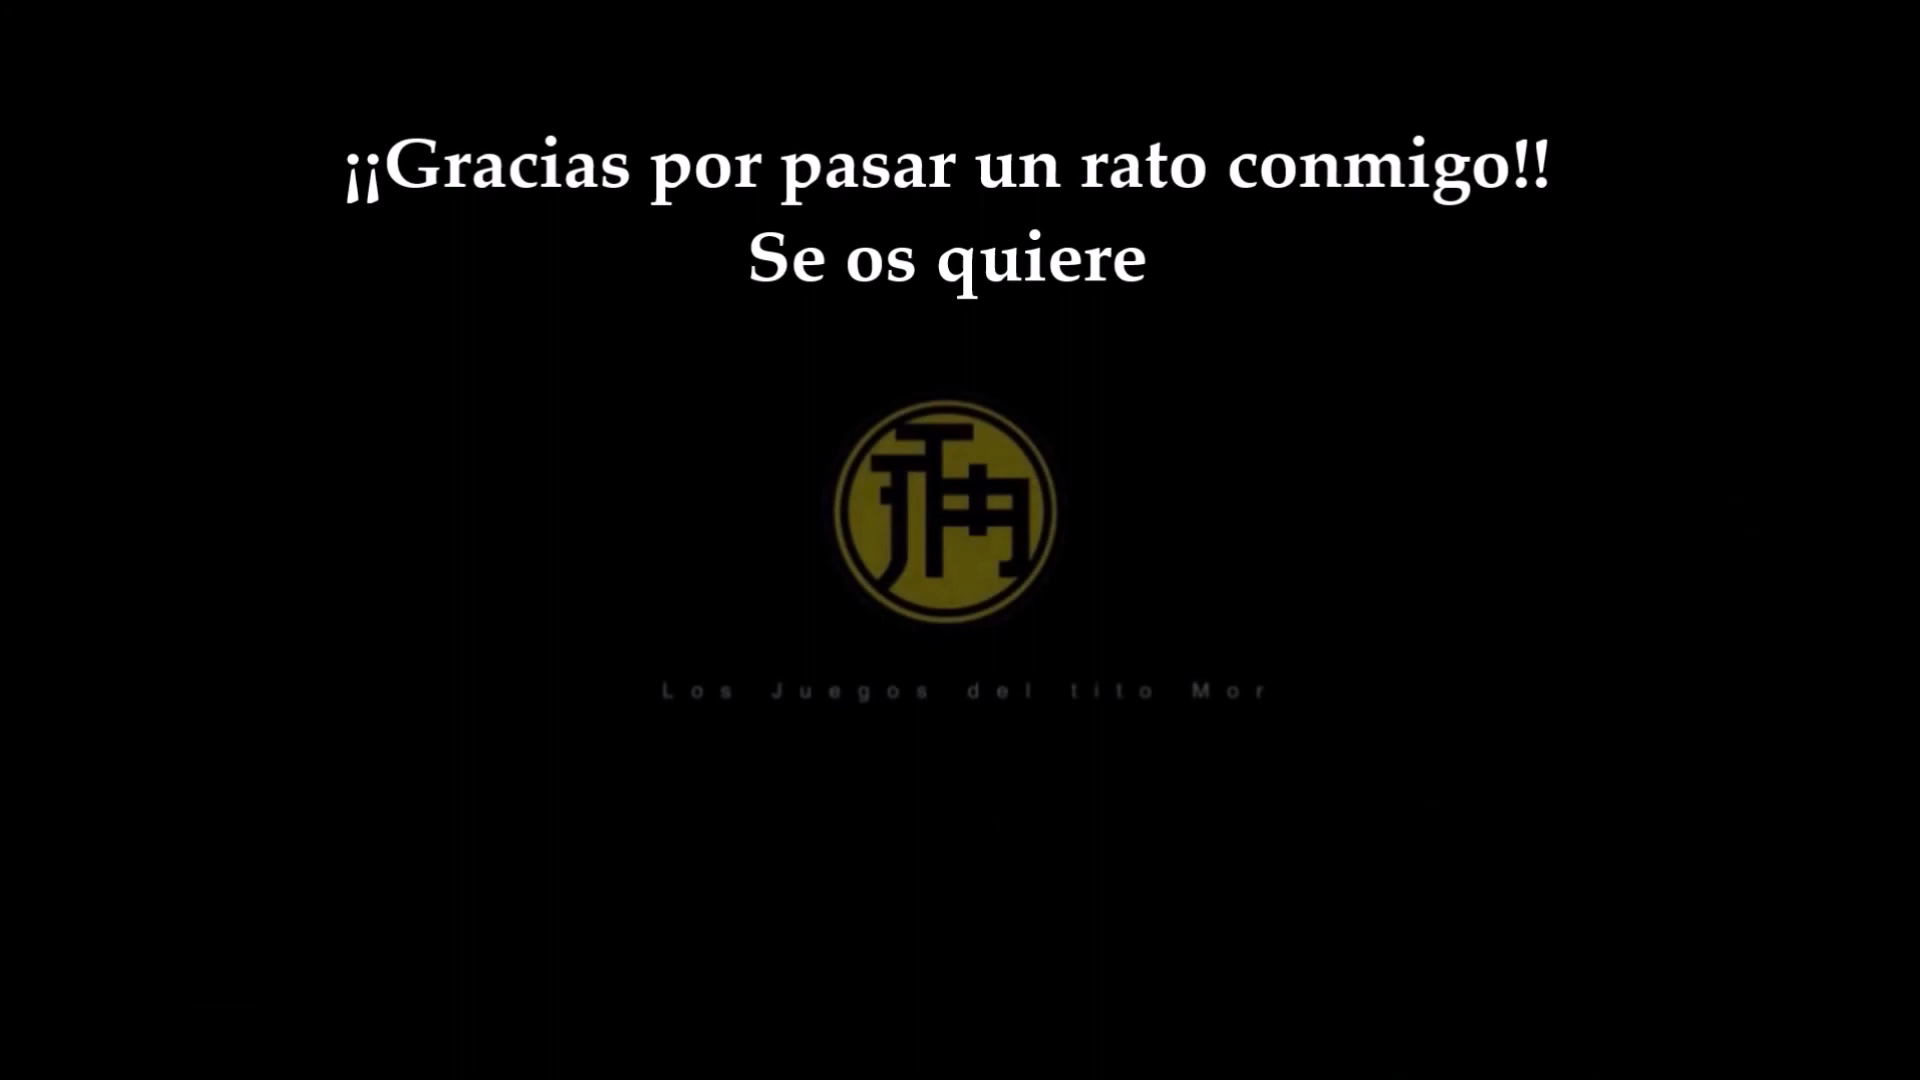 ¡¡Gracias por pasar un rato conmigo!!
Se os quiere
Los Juegos del tito Mor